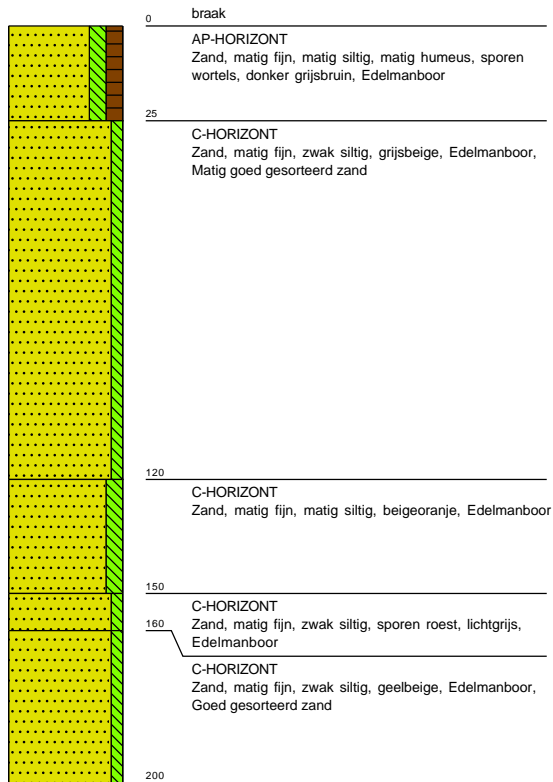 0
braak
AP-HORIZONT
Zand, matig fijn, matig siltig, matig humeus, sporen
wortels, donker grijsbruin, Edelmanboor
25
C-HORIZONT
Zand, matig fijn, zwak siltig, grijsbeige, Edelmanboor,
Matig goed gesorteerd zand
120
C-HORIZONT
Zand, matig fijn, matig siltig, beigeoranje, Edelmanboor
150
C-HORIZONT
Zand, matig fijn, zwak siltig, sporen roest, lichtgrijs,
Edelmanboor
160
C-HORIZONT
Zand, matig fijn, zwak siltig, geelbeige, Edelmanboor,
Goed gesorteerd zand
200